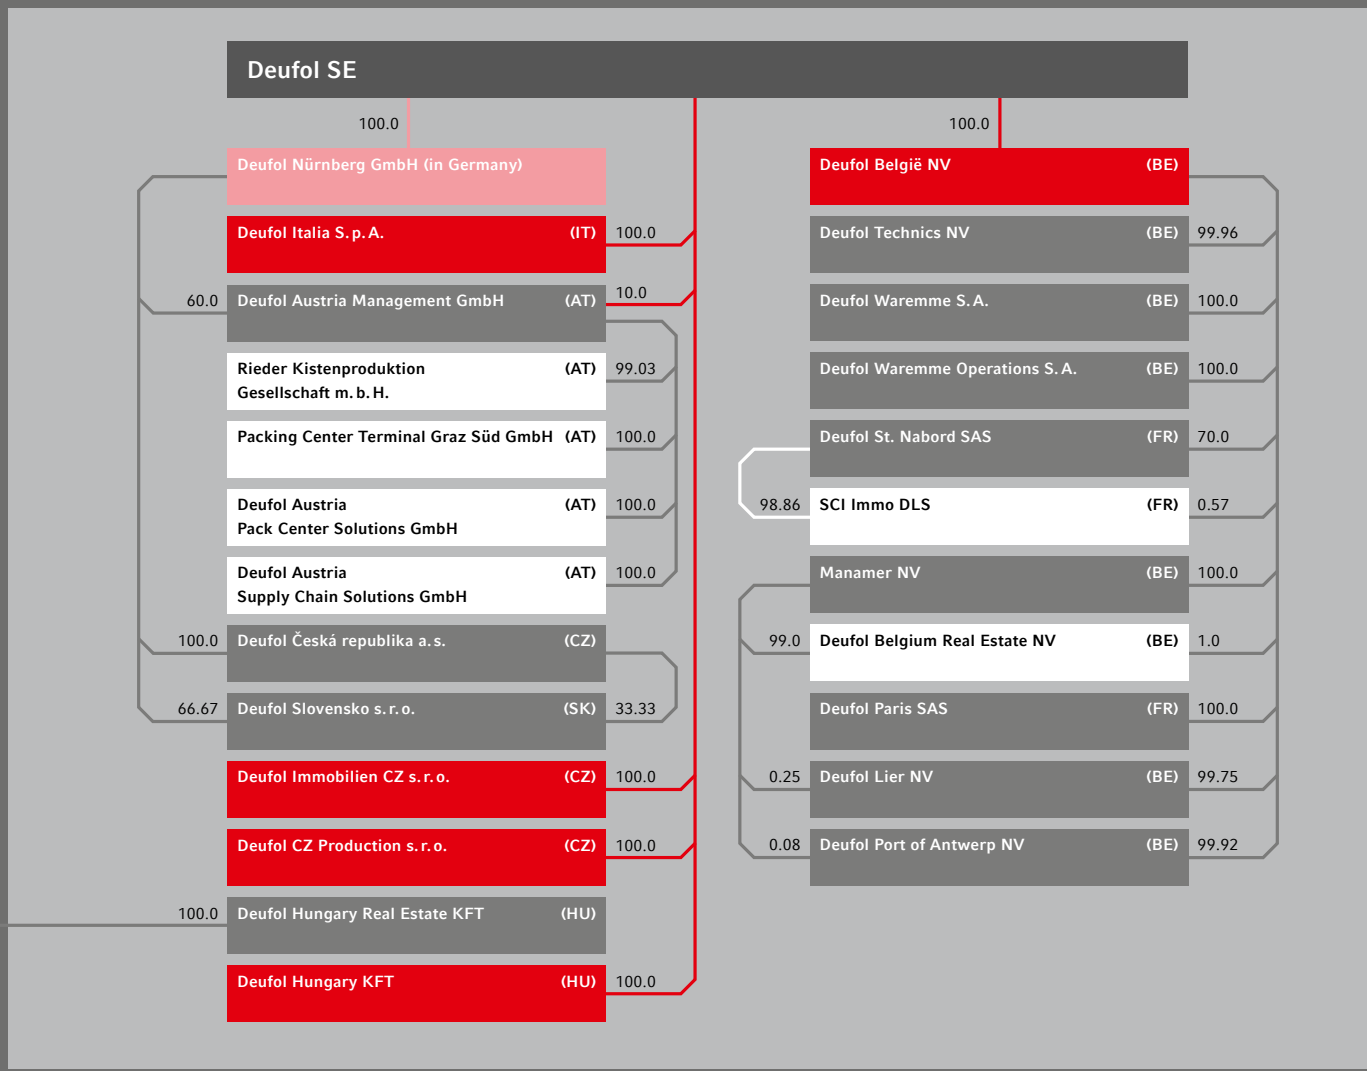 Deufol SE
100.0
Deufol Nürnberg GmbH (in Germany)
Deufol Italia S.p.A. (IT) 100.0
60.0 Deufol Austria Management GmbH (AT) 10.0
Rieder Kistenproduktion (AT) 99.03
Gesellschaft m.b.H.
Packing Center Terminal Graz Süd GmbH (AT) 100.0
Deufol Austria (AT) 100.0
Pack Center Solutions GmbH
Deufol Austria (AT) 100.0
Supply Chain Solutions GmbH
100.0 Deufol Česká republika a.s. (CZ)
66.67 Deufol Slovensko s.r.o. (SK) 33.33
Deufol Immobilien CZ s.r.o. (CZ) 100.0
Deufol CZ Production s.r.o. (CZ) 100.0
100.0 Deufol Hungary Real Estate KFT (HU)
Deufol Hungary KFT (HU) 100.0
100.0
Deufol België NV (BE)
Deufol Technics NV (BE) 99.96
Deufol Waremme S.A. (BE) 100.0
Deufol Waremme Operations S.A. (BE) 100.0
Deufol St. Nabord SAS (FR) 70.0
98.86 SCI Immo DLS (FR) 0.57
Manamer NV (BE) 100.0
99.0 Deufol Belgium Real Estate NV (BE) 1.0
Deufol Paris SAS (FR) 100.0
0.25 Deufol Lier NV (BE) 99.75
0.08 Deufol Port of Antwerp NV (BE) 99.92